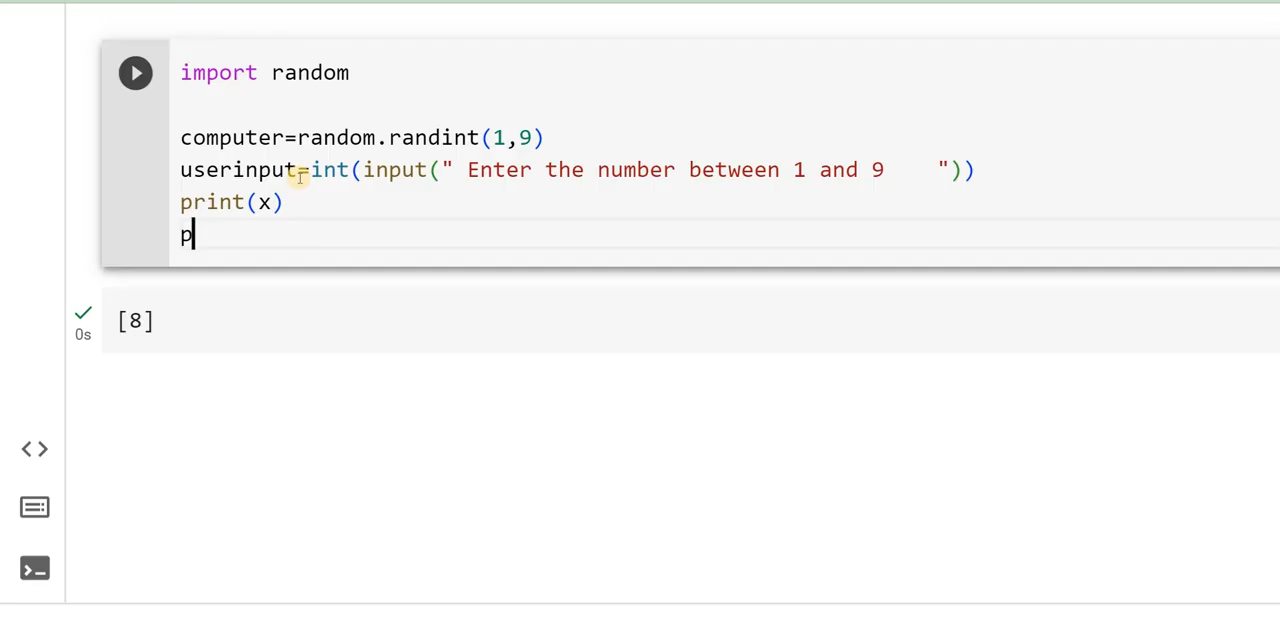 import random
computer=random.randint(1,9)
userinput=int(input(" Enter the number between 1 and 9    "))
print(x)
p
[8]
0s